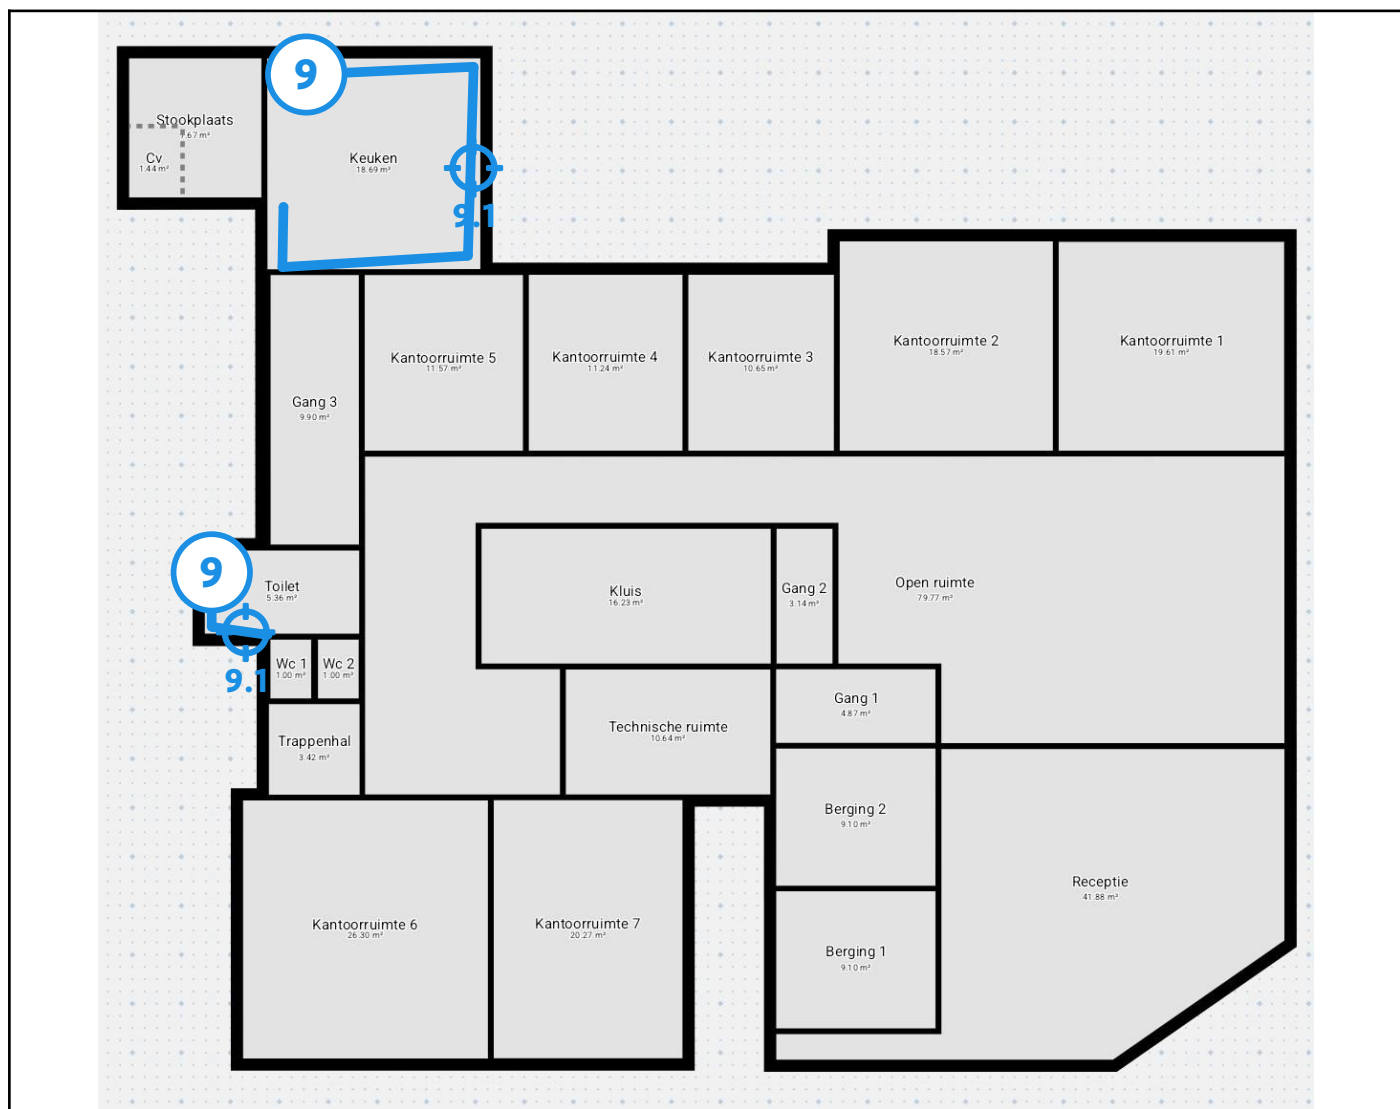 9
Stookplaats
7.67 m²
Cv
1.44 m²
Keuken
18.69 m²
9.1
Kantoorruimte 2
18.57 m²
Kantoorruimte 1
19.61 m²
Kantoorruimte 5
11.57 m²
Kantoorruimte 4
11.24 m²
Kantoorruimte 3
10.65 m²
Gang 3
9.90 m²
9
Toilet
5.36 m²
Kluis
16.23 m²
Gang 2
3.14 m²
Open ruimte
79.77 m²
9.1
Wc 1
1.00 m²
Wc 2
1.00 m²
Gang 1
4.87 m²
Technische ruimte
10.64 m²
Trappenhal
3.42 m²
Berging 2
9.10 m²
Receptie
41.88 m²
Kantoorruimte 6
26.30 m²
Kantoorruimte 7
20.27 m²
Berging 1
9.10 m²